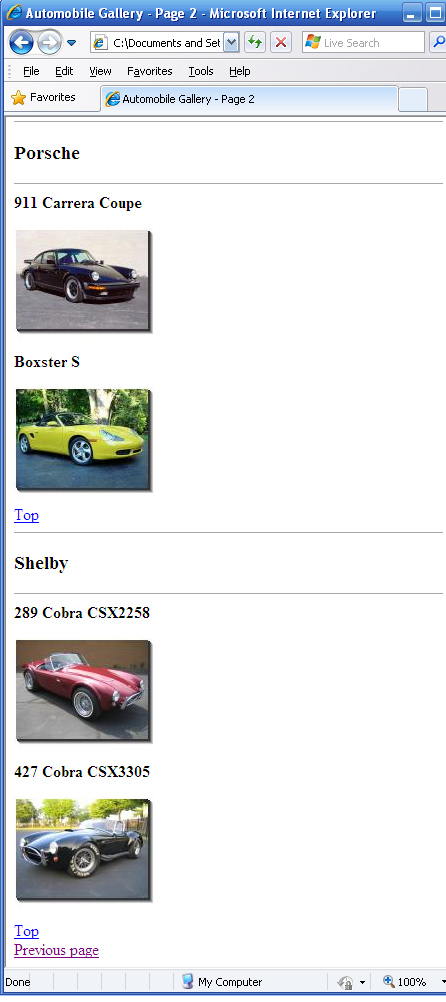 Automobile Gallery - Page 2 - Microsoft Internet Explorer
C:\Documents and Set
Live Search
File Edit View Favorites Tools Help
Favorites
Automobile Gallery - Page 2
Porsche
911 Carrera Coupe
Boxster S
Top
Shelby
289 Cobra CSX2258
427 Cobra CSX3305
Top
Previous page
Done
My Computer
100%